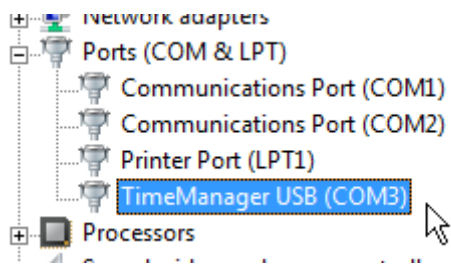 Network adapters
Ports (COM & LPT)
Communications Port (COM1)
Communications Port (COM2)
Printer Port (LPT1)
TimeManager USB (COM3)
Processors